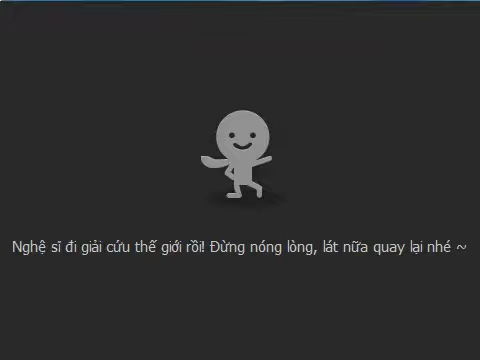 Nghệ sĩ đi giải cứu thế giới rồi! Đừng nóng lòng, lát nữa quay lại nhé ~